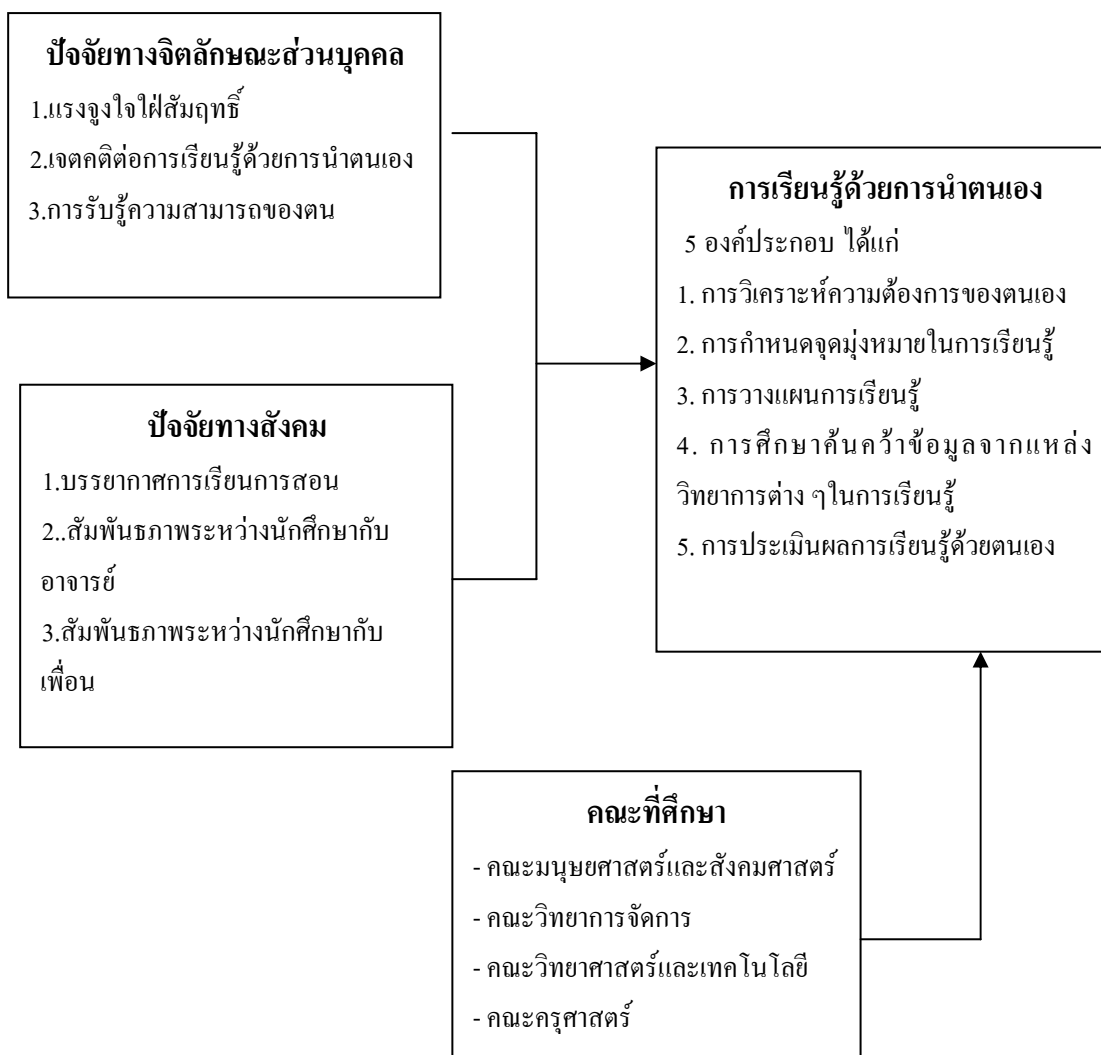 ปัจจัยทางจิตลักษณะส่วนบุคคล
1.แรงจูงใจใฝ่สัมฤทธิ์
2.เจตคติต่อการเรียนรู้ด้วยการนำตนเอง
3.การรับรู้ความสามารถของตน
ปัจจัยทางสังคม
1.บรรยากาศการเรียนการสอน
2..สัมพันธภาพระหว่างนักศึกษากับ
อาจารย์
3.สัมพันธภาพระหว่างนักศึกษากับ
เพื่อน
การเรียนรู้ด้วยการนำตนเอง
5 องค์ประกอบ ได้แก่
1. การวิเคราะห์ความต้องการของตนเอง
2. การกำหนดจุดมุ่งหมายในการเรียนรู้
3. การวางแผนการเรียนรู้
4. การศึกษาค้นคว้าข้อมูลจากแหล่ง
วิทยาการต่าง ๆในการเรียนรู้
5. การประเมินผลการเรียนรู้ด้วยตนเอง
คณะที่ศึกษา
- คณะมนุษยศาสตร์และสังคมศาสตร์
- คณะวิทยาการจัดการ
- คณะวิทยาศาสตร์และเทคโนโลยี
- คณะครุศาสตร์